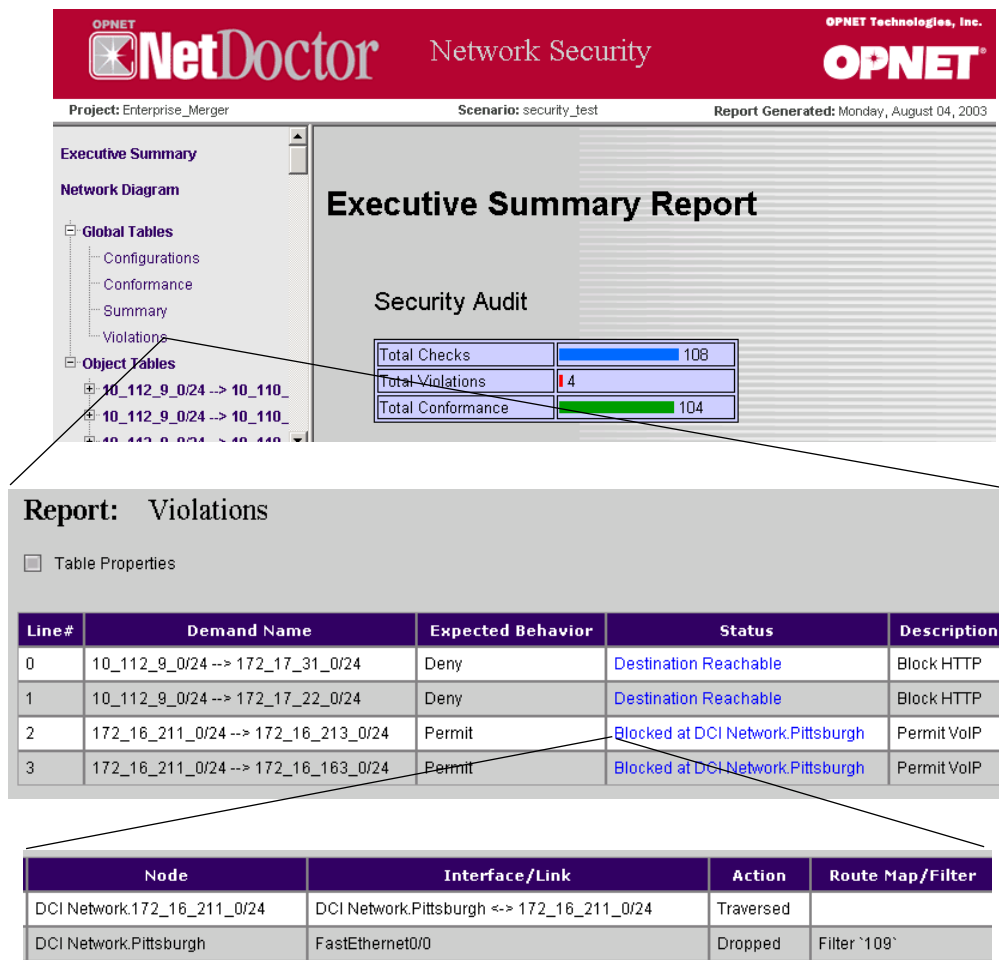 OPNET
NetDoctor
Network Security
OPNET Technologies, Inc.
OPNET®
Project: Enterprise_Merger
Scenario: security_test
Report Generated: Monday, August 04, 2003
Executive Summary
Network Diagram
Global Tables
Configurations
Conformance
Summary
Violations
Object Tables
10_112_9_0/24 --> 10_110_
10_112_9_0/24 --> 10_110_
Executive Summary Report
Security Audit
Total Checks 108
Total Violations 4
Total Conformance 104
Report: Violations
Table Properties
Line# Demand Name Expected Behavior Status Description
0 10_112_9_0/24 --> 172_17_31_0/24 Deny Destination Reachable Block HTTP
1 10_112_9_0/24 --> 172_17_22_0/24 Deny Destination Reachable Block HTTP
2 172_16_211_0/24 --> 172_16_213_0/24 Permit Blocked at DCI Network.Pittsburgh Permit VoIP
3 172_16_211_0/24 --> 172_16_163_0/24 Permit Blocked at DCI Network.Pittsburgh Permit VoIP
Node Interface/Link Action Route Map/Filter
DCI Network.172_16_211_0/24 DCI Network.Pittsburgh <-> 172_16_211_0/24 Traversed
DCI Network.Pittsburgh FastEthernet0/0 Dropped Filter `109`